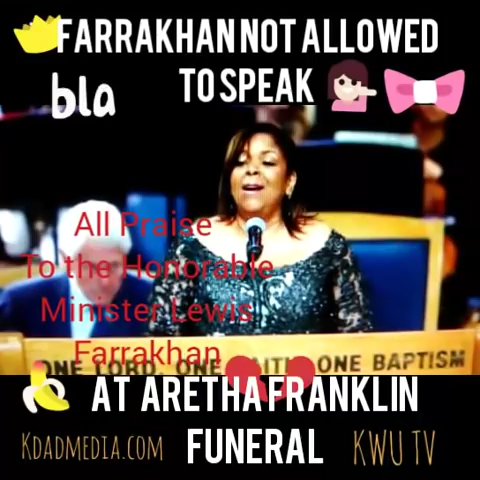 FARRAKHAN NOT ALLOWED
bla
TO SPEAK
All Praise
To the Honorable
Minister Lewis
Farrakhan
ONE LORD, ONE FAITH, ONE BAPTISM
AT ARETHA FRANKLIN
FUNERAL
KDADMEDIA.COM
KWU TV